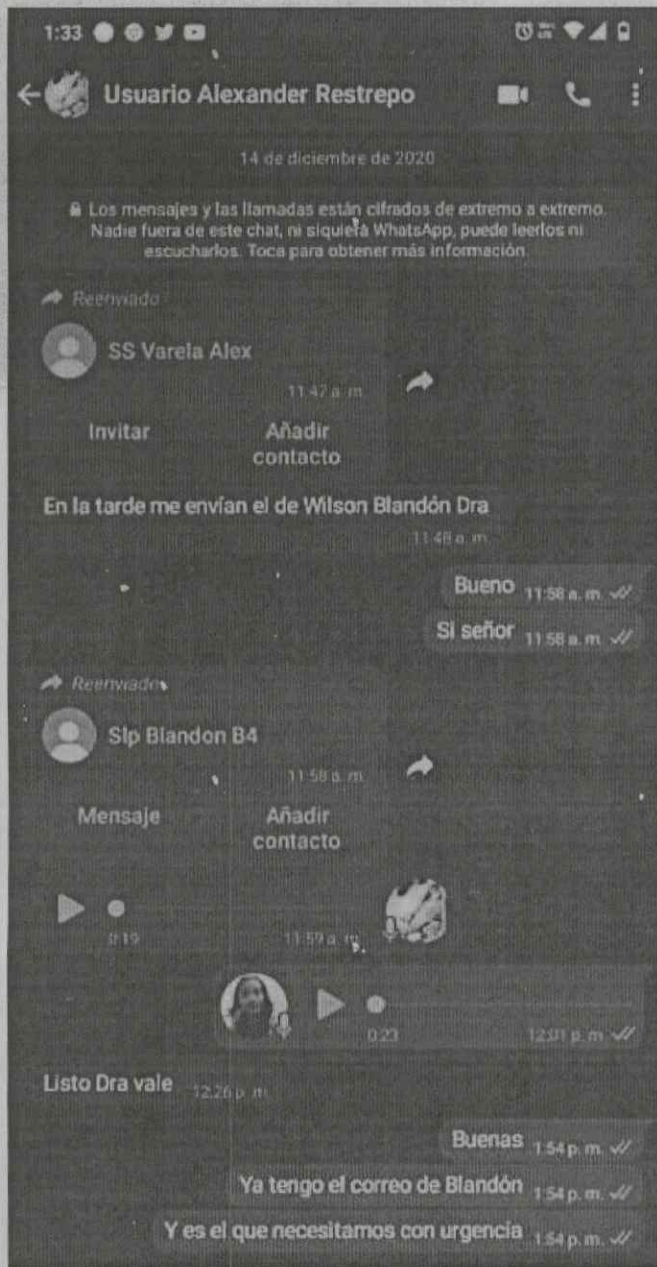 1:33
Usuario Alexander Restrepo
14 de diciembre de 2020
Los mensajes y las llamadas están cifrados de extremo a extremo.
Nadie fuera de este chat, ni siquiera WhatsApp, puede leerlos ni
escucharlos. Toca para obtener más información.
Reenviado
SS Varela Alex
11:47 a. m.
Invitar
Añadir
contacto
En la tarde me envían el de Wilson Blandón Dra
11:48 a. m.
Bueno 11:58 a. m.
Si señor 11:58 a. m.
Reenviado
Slp Blandon B4
11:58 a. m.
Mensaje
Añadir
contacto
0:19 11:59 a. m.
0:23 12:01 p. m.
Listo Dra vale 12:26 p. m.
Buenas 1:54 p. m.
Ya tengo el correo de Blandón 1:54 p. m.
Y es el que necesitamos con urgencia 1:54 p. m.